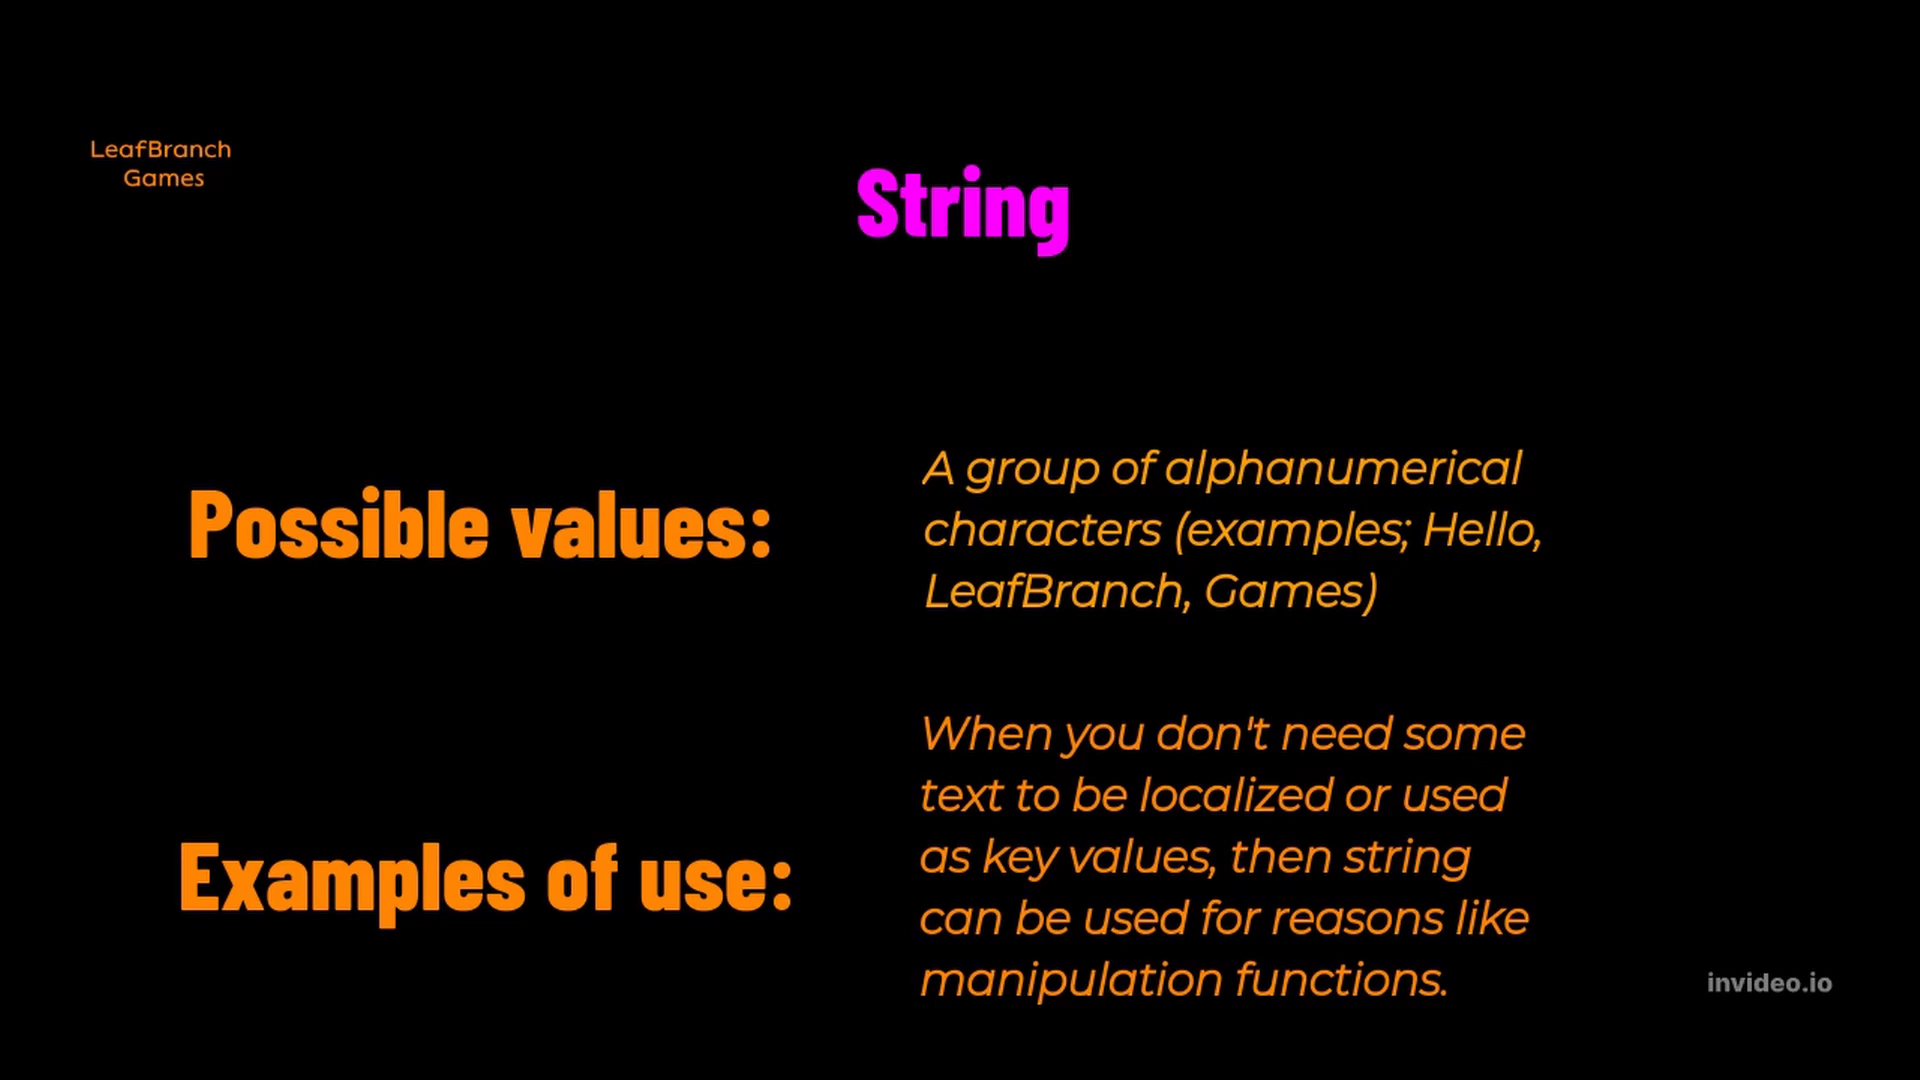 LeafBranch
Games
String
Possible values:
A group of alphanumerical
characters (examples; Hello,
LeafBranch, Games)
Examples of use:
When you don't need some
text to be localized or used
as key values, then string
can be used for reasons like
manipulation functions.
invideo.io